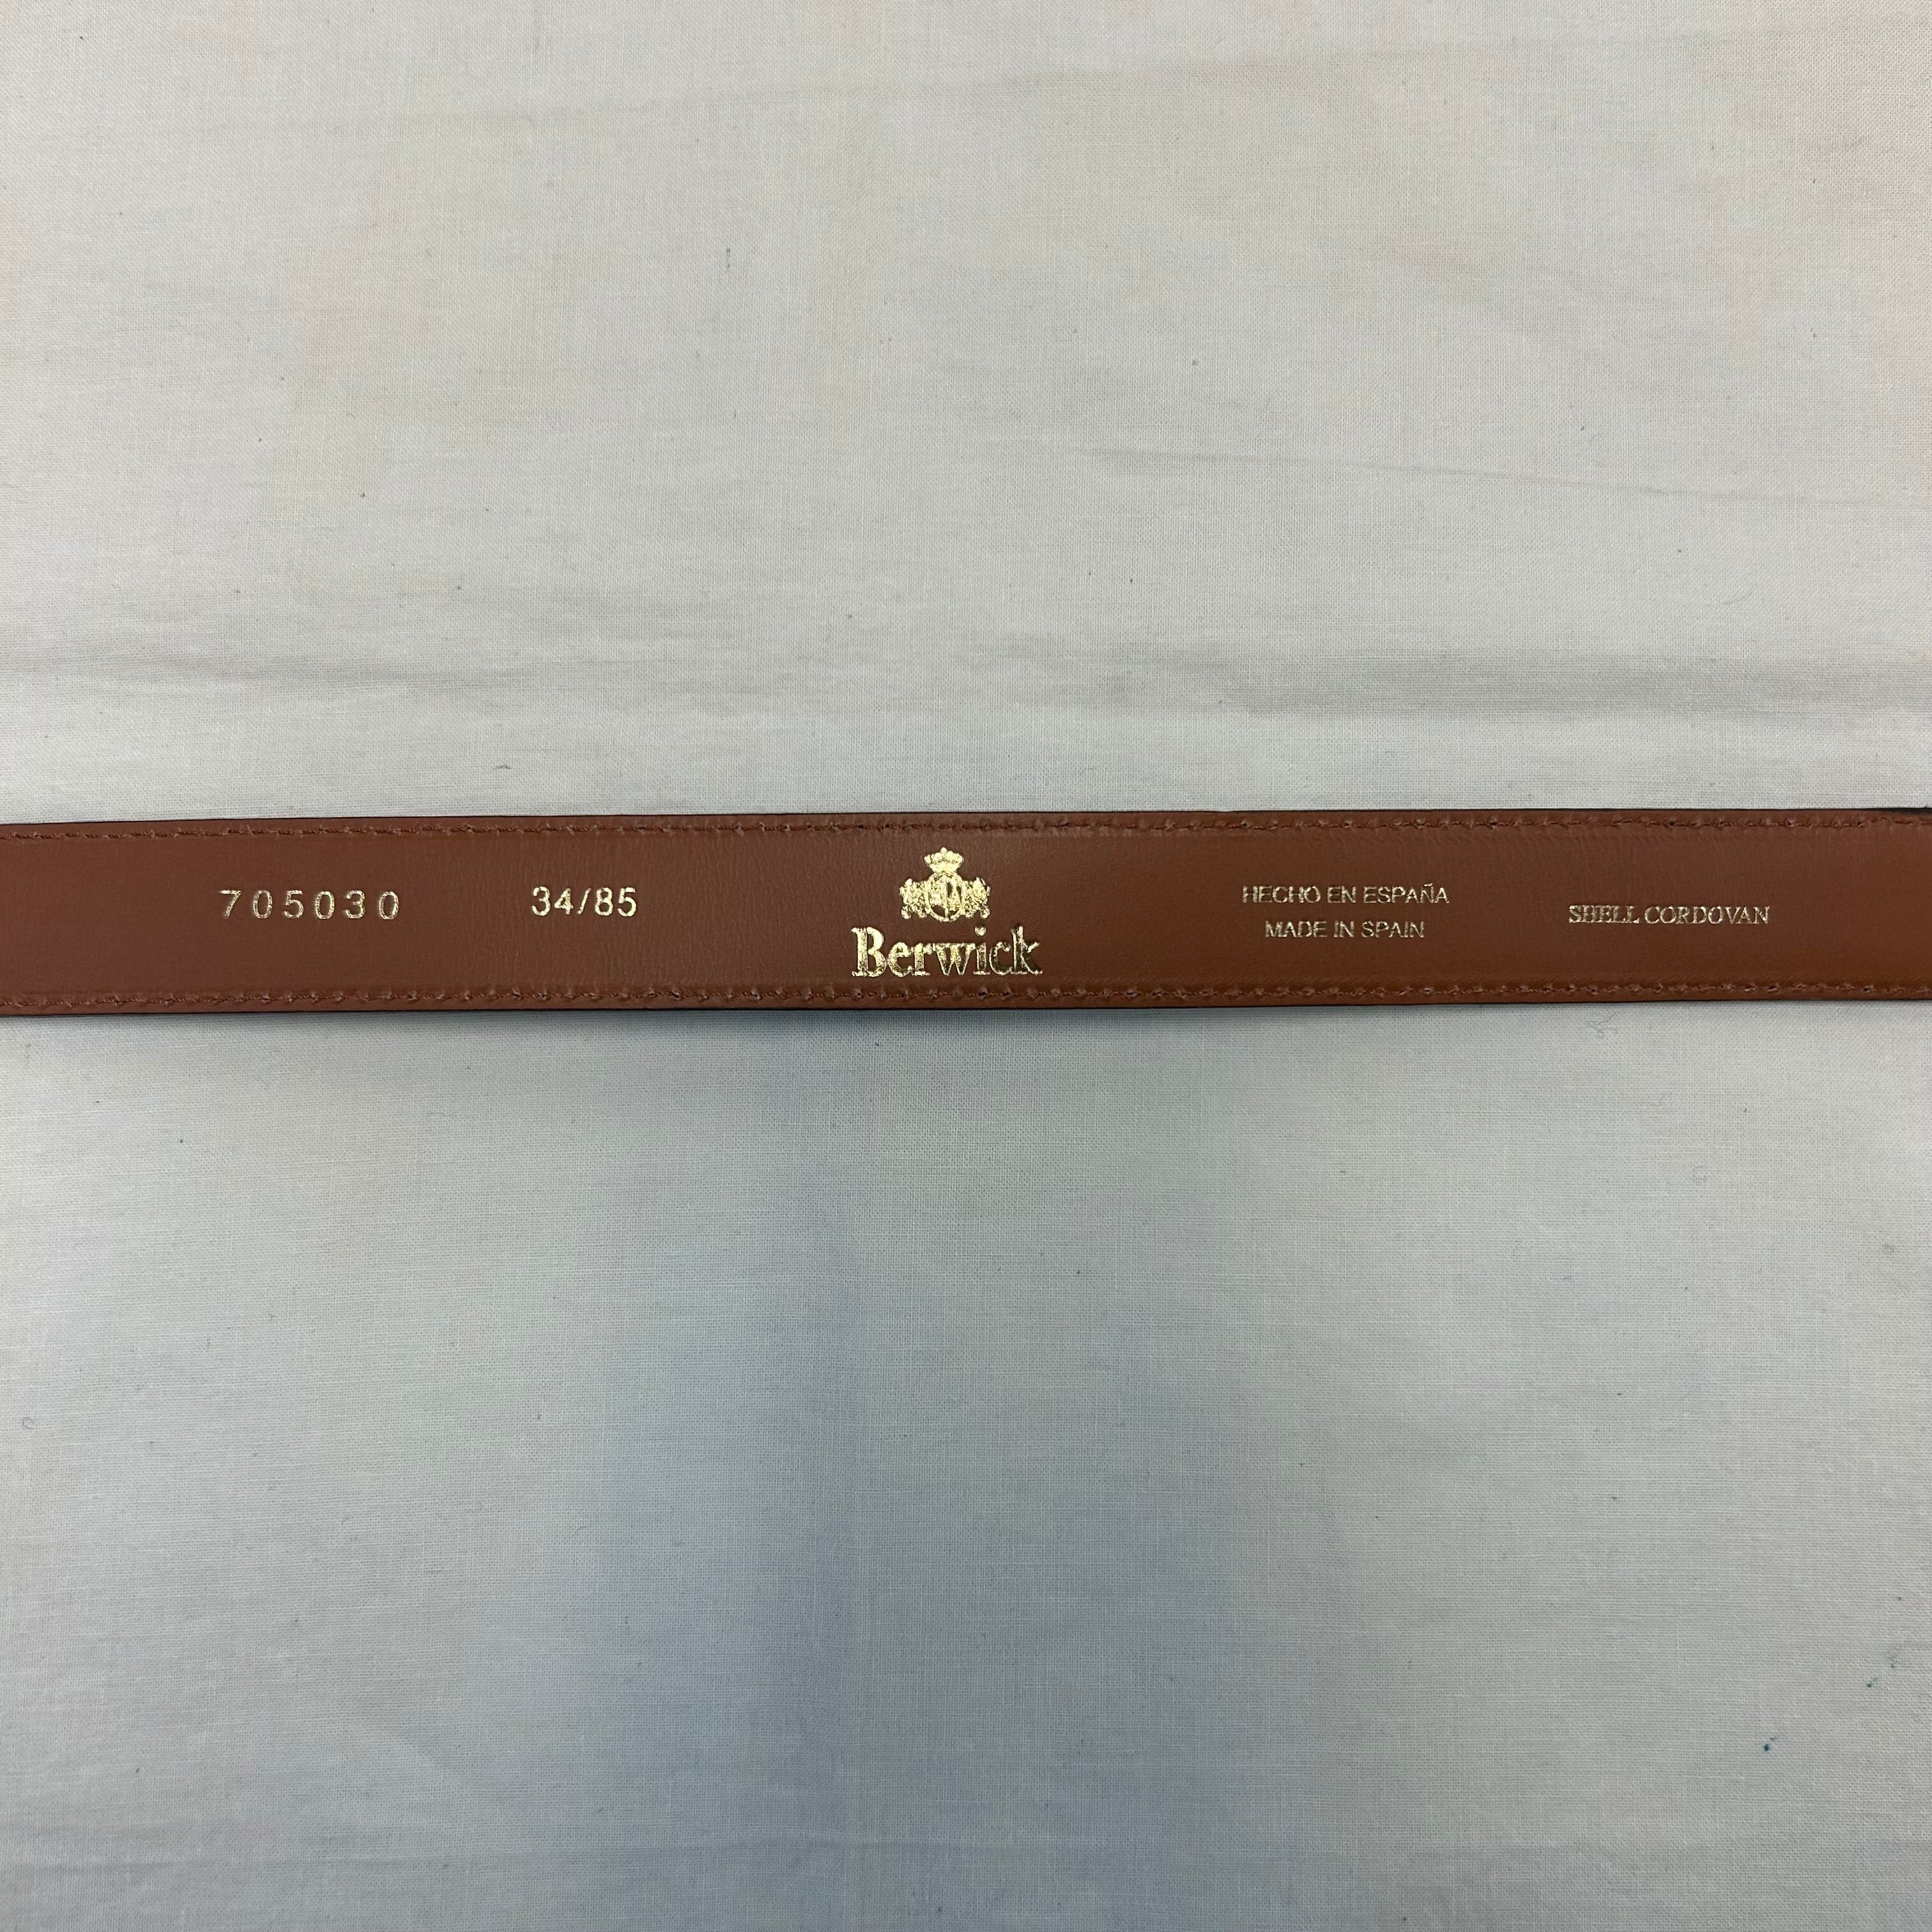 705030
34/85
Berwick
HECHO EN ESPAÑA
MADE IN SPAIN
SHELL CORDOVAN